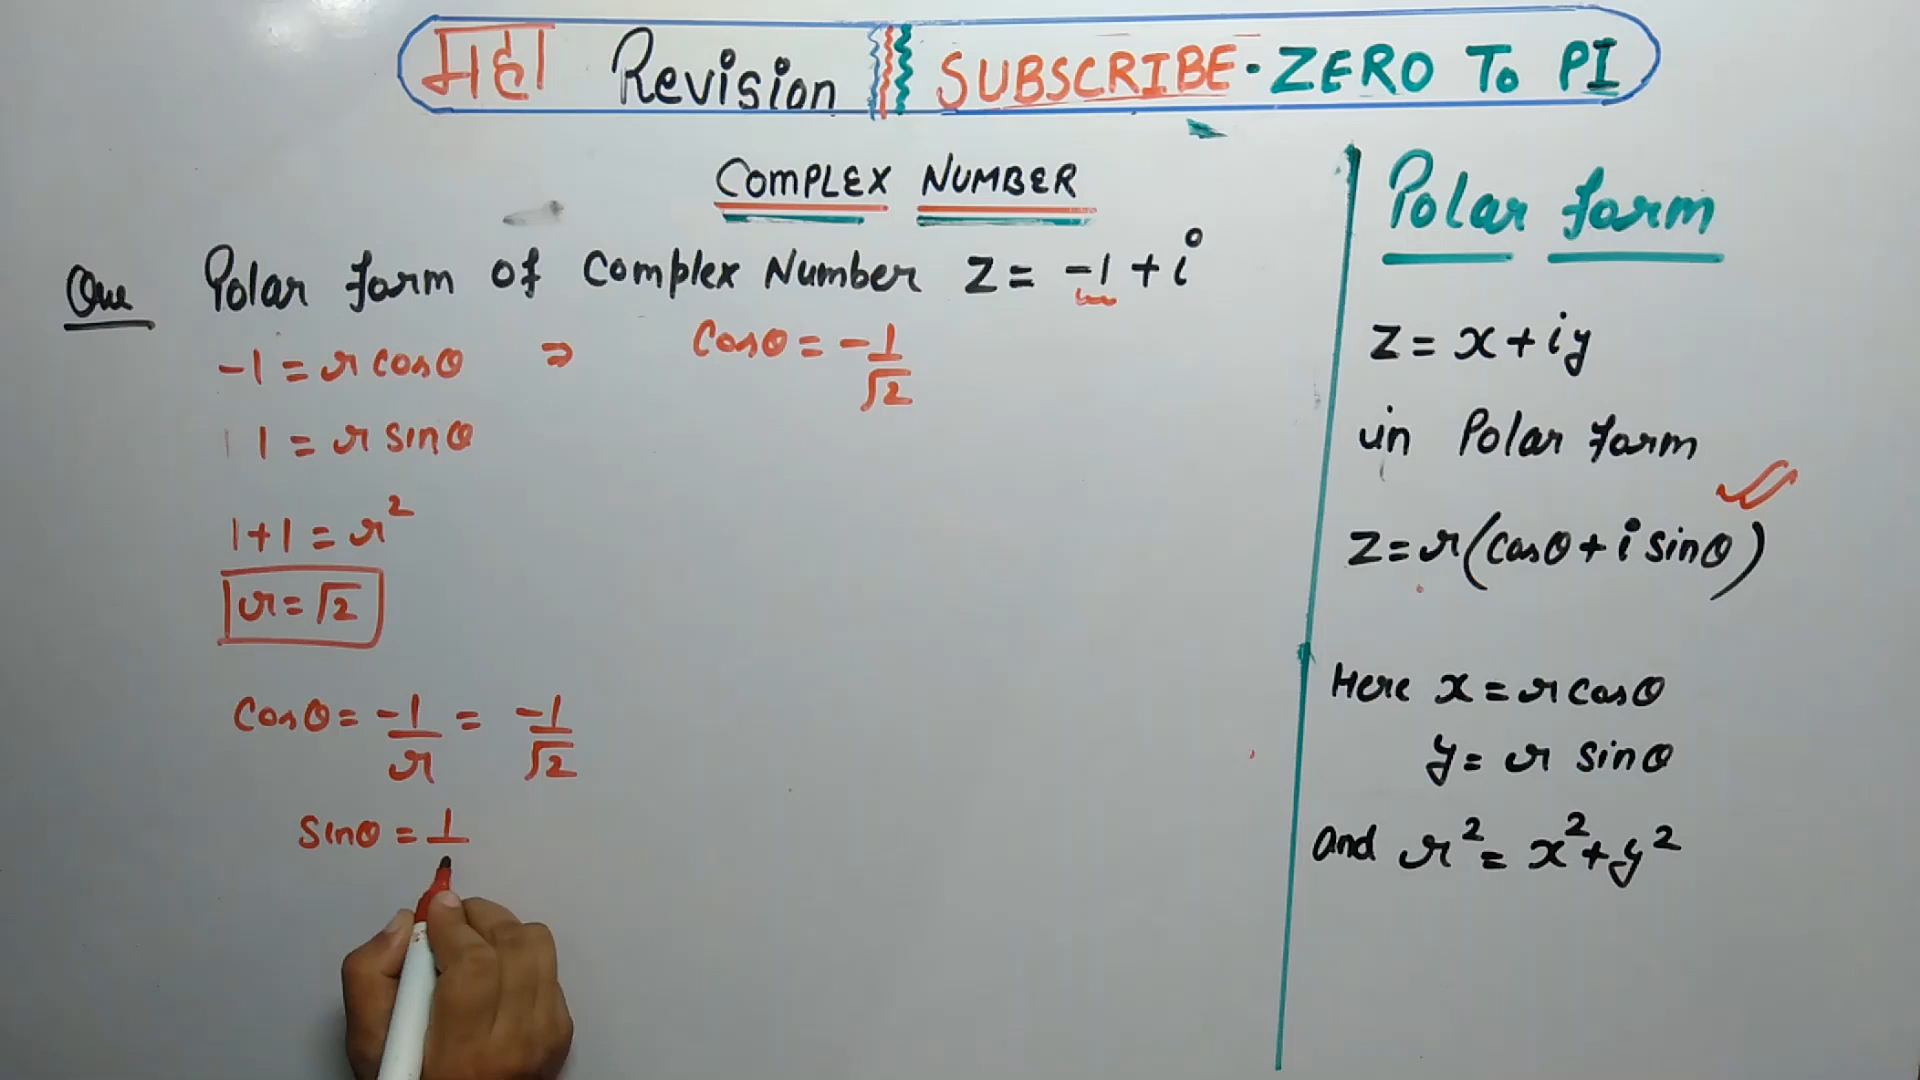 महा Revision SUBSCRIBE·ZERO TO PI
COMPLEX NUMBER
Que Polar form of Complex Number Z = -1 + i
-1 = r cosθ ⇒ cosθ = -1/√2
1 = r sinθ
1+1 = r²
r = √2
cosθ = -1/r = -1/√2
sinθ = 1
Polar form
Z = x + iy
in Polar form
Z = r(cosθ + i sinθ)
Here x = r cosθ
y = r sinθ
and r² = x² + y²